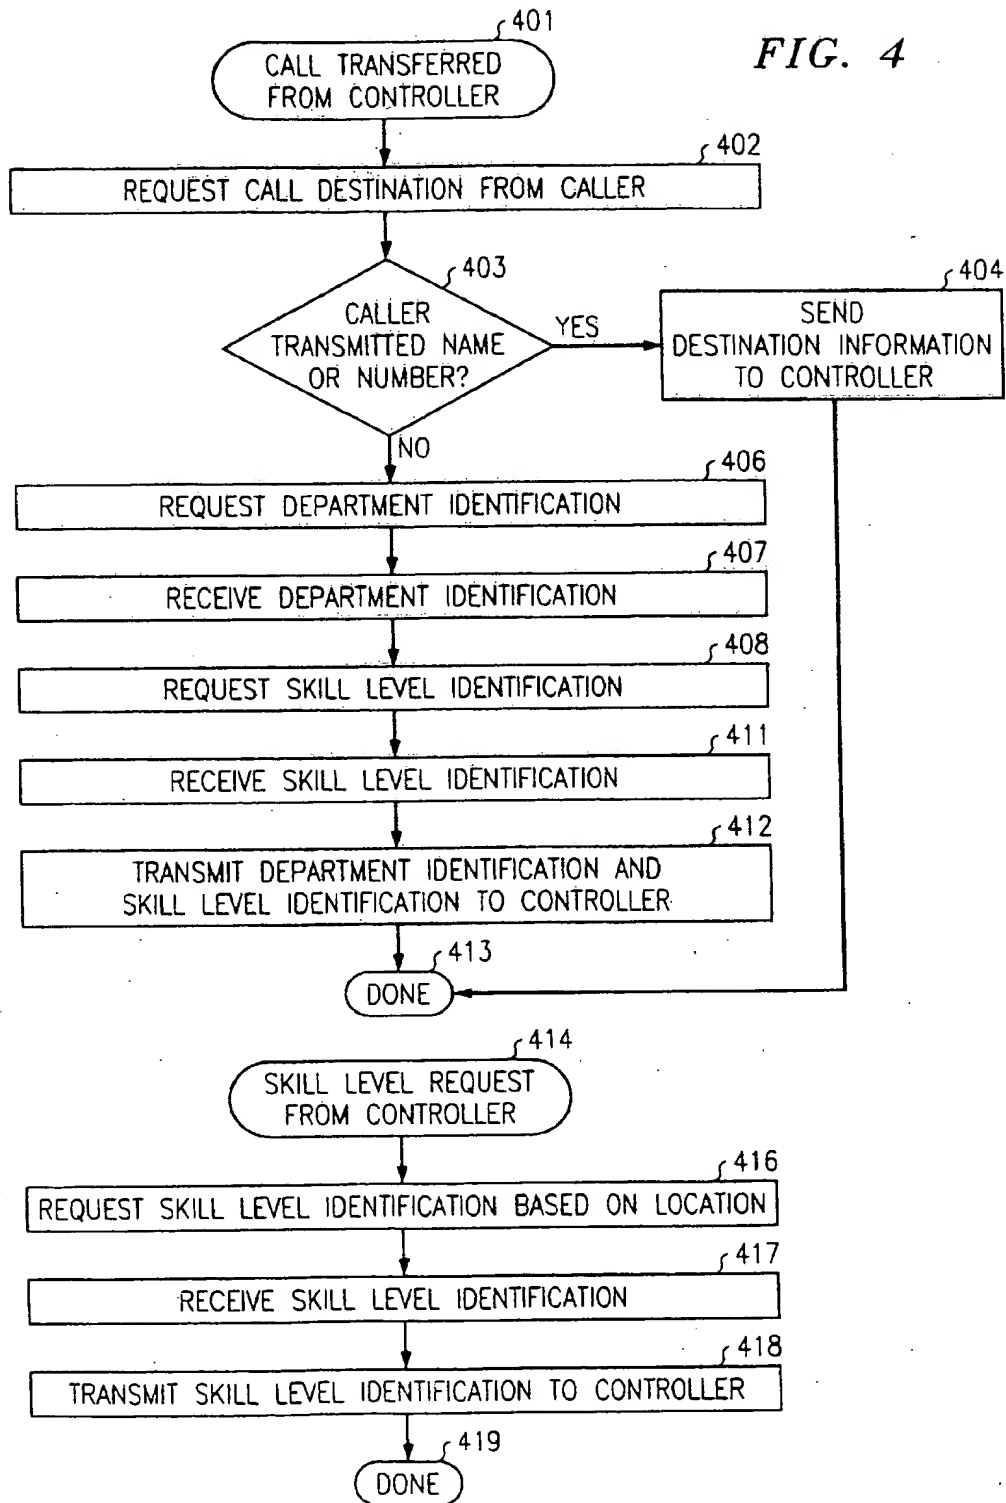 401
FIG. 4
CALL TRANSFERRED
FROM CONTROLLER
402
REQUEST CALL DESTINATION FROM CALLER
403
CALLER
TRANSMITTED NAME
OR NUMBER?
YES
404
SEND
DESTINATION INFORMATION
TO CONTROLLER
NO
406
REQUEST DEPARTMENT IDENTIFICATION
407
RECEIVE DEPARTMENT IDENTIFICATION
408
REQUEST SKILL LEVEL IDENTIFICATION
411
RECEIVE SKILL LEVEL IDENTIFICATION
412
TRANSMIT DEPARTMENT IDENTIFICATION AND
SKILL LEVEL IDENTIFICATION TO CONTROLLER
413
DONE
414
SKILL LEVEL REQUEST
FROM CONTROLLER
416
REQUEST SKILL LEVEL IDENTIFICATION BASED ON LOCATION
417
RECEIVE SKILL LEVEL IDENTIFICATION
418
TRANSMIT SKILL LEVEL IDENTIFICATION TO CONTROLLER
419
DONE